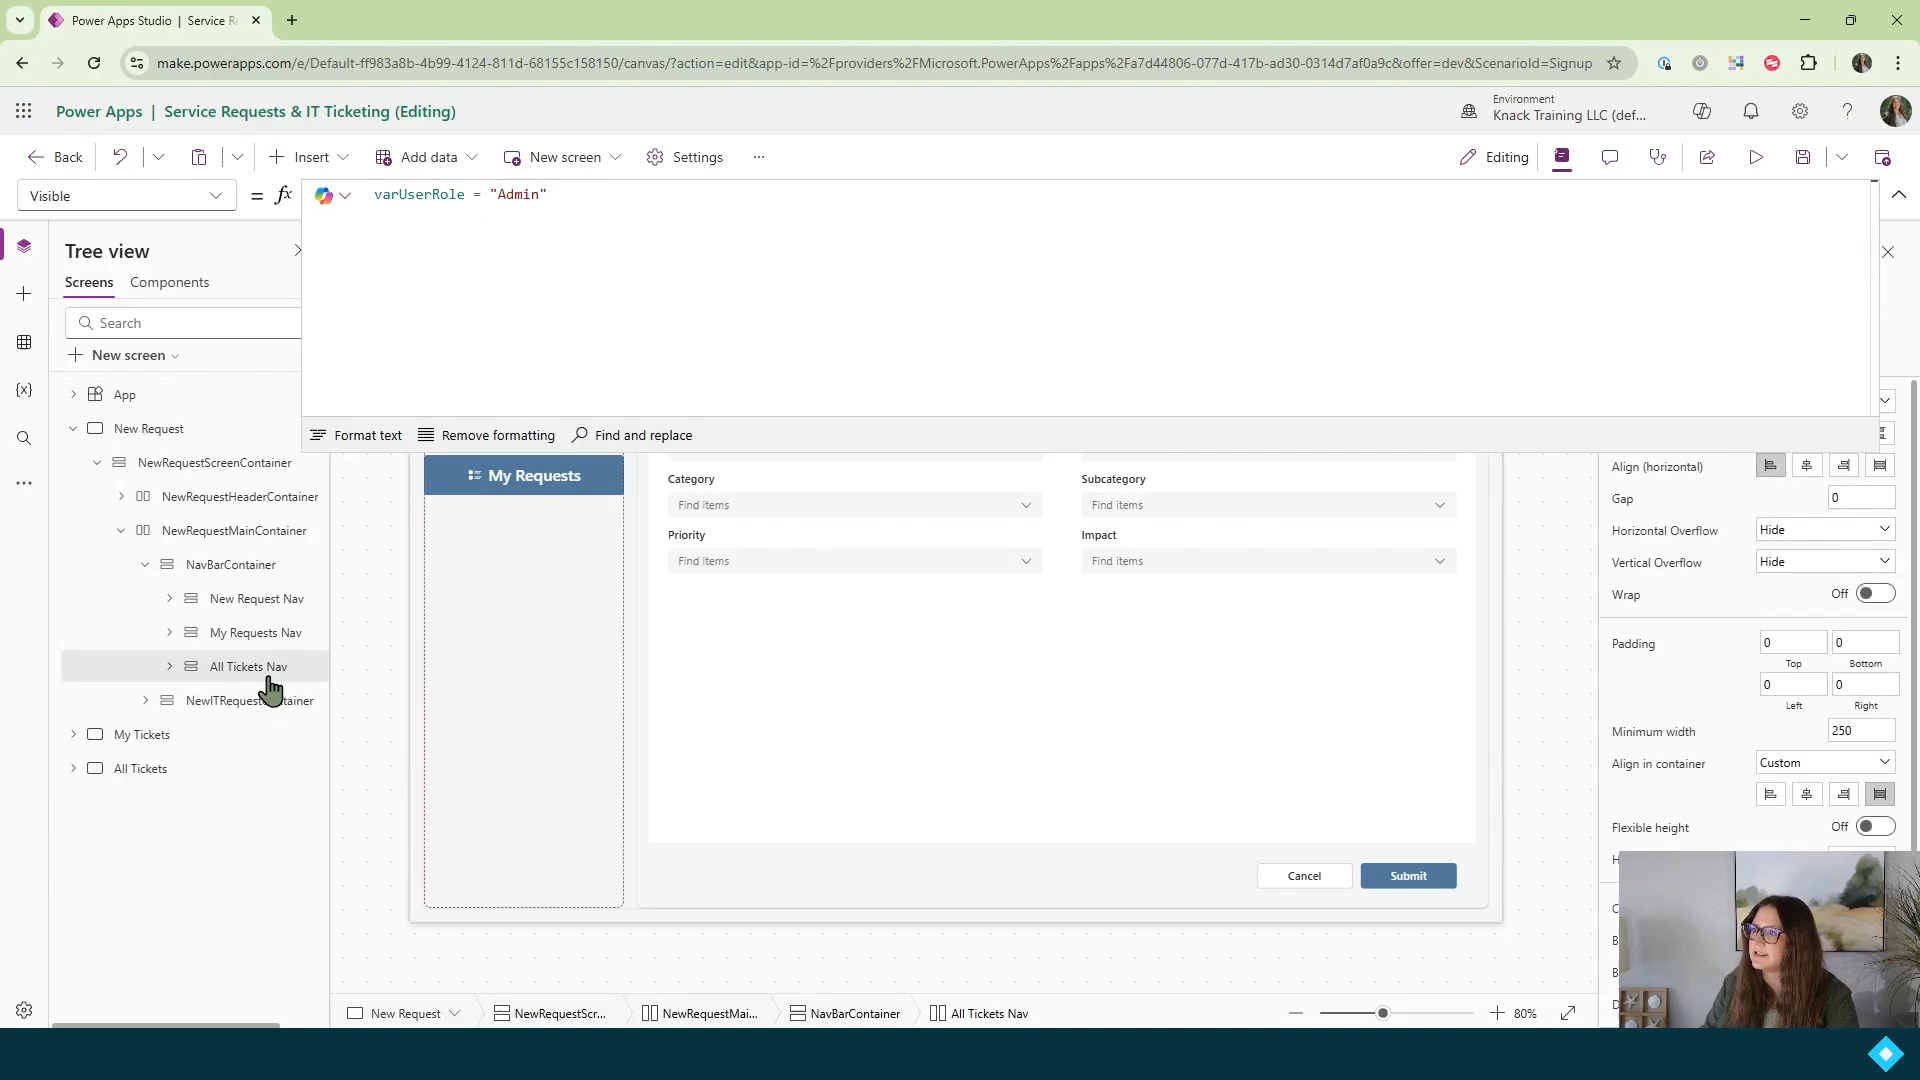 Power Apps Studio | Service R
make.powerapps.com/e/Default-ff983a8b-4b99-4124-811d-68155c158150/canvas/?action=edit&app-id=%2Fproviders%2FMicrosoft.PowerApps%2Fapps%2Fa7d44806-077d-417b-ad30-0314d7af0a9c&offer=dev&ScenarioId=Signup
Power Apps | Service Requests & IT Ticketing (Editing)
Environment
Knack Training LLC (def...
Back
Insert
Add data
New screen
Settings
...
Editing
Visible
= fx
varUserRole = "Admin"
Tree view
Screens
Components
Search
New screen
App
New Request
NewRequestScreenContainer
NewRequestHeaderContainer
NewRequestMainContainer
NavBarContainer
New Request Nav
My Requests Nav
All Tickets Nav
My Tickets
All Tickets
Format text
Remove formatting
Find and replace
My Requests
Category
Find items
Subcategory
Find items
Priority
Find items
Impact
Find items
Cancel
Submit
Align (horizontal)
Gap
0
Horizontal Overflow
Hide
Vertical Overflow
Hide
Wrap
Off
Padding
0
0
Top
Bottom
0
0
Left
Right
Minimum width
250
Align in container
Custom
Flexible height
Off
New Request
NewRequestScr...
NewRequestMai...
NavBarContainer
All Tickets Nav
80%